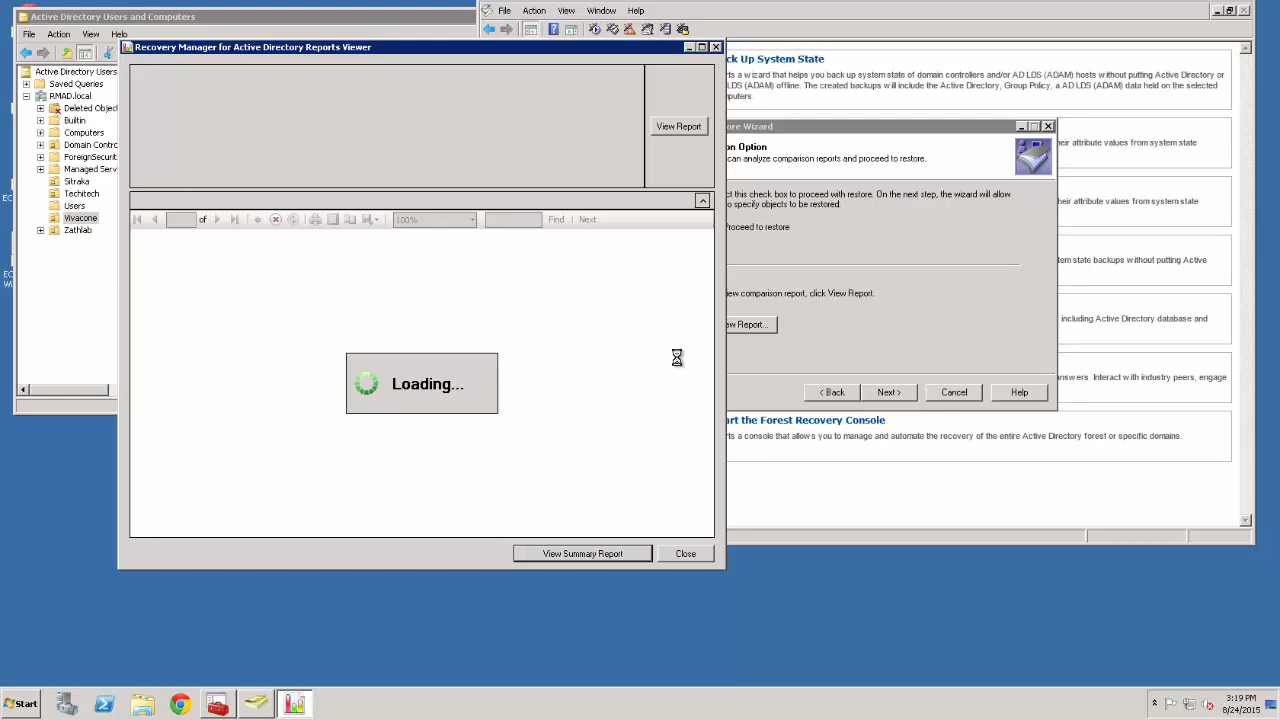 Active Directory Users and Computers
File Action View Help
Active Directory Users
Saved Queries
RMAD.local
Deleted Objec
Builtin
Computers
Domain Contro
ForeignSecurit
Managed Serv
Sitraka
Techitech
Users
Vivacone
Zathlab
File Action View Window Help
Recovery Manager for Active Directory Reports Viewer
View Report
of
100%
Find Next
Loading...
View Summary Report
Close
ck Up System State
rts a wizard that helps you back up system state of domain controllers and/or AD LDS (ADAM) hosts without putting Active Directory or
LDS (ADAM) offline. The created backups will include the Active Directory, Group Policy, a AD LDS (ADAM) data held on the selected
puters.
ore Wizard
on Option
can analyze comparison reports and proceed to restore.
ct this check box to proceed with restore. On the next step, the wizard will allow
to specify objects to be restored.
Proceed to restore
iew comparison report, click View Report.
ew Report...
< Back
Next >
Cancel
Help
heir attribute values from system state
heir attribute values from system state
tem state backups without putting Active
including Active Directory database and
answers. Interact with industry peers, engage
art the Forest Recovery Console
rts a console that allows you to manage and automate the recovery of the entire Active Directory forest or specific domains.
Start
3:19 PM
8/24/2015